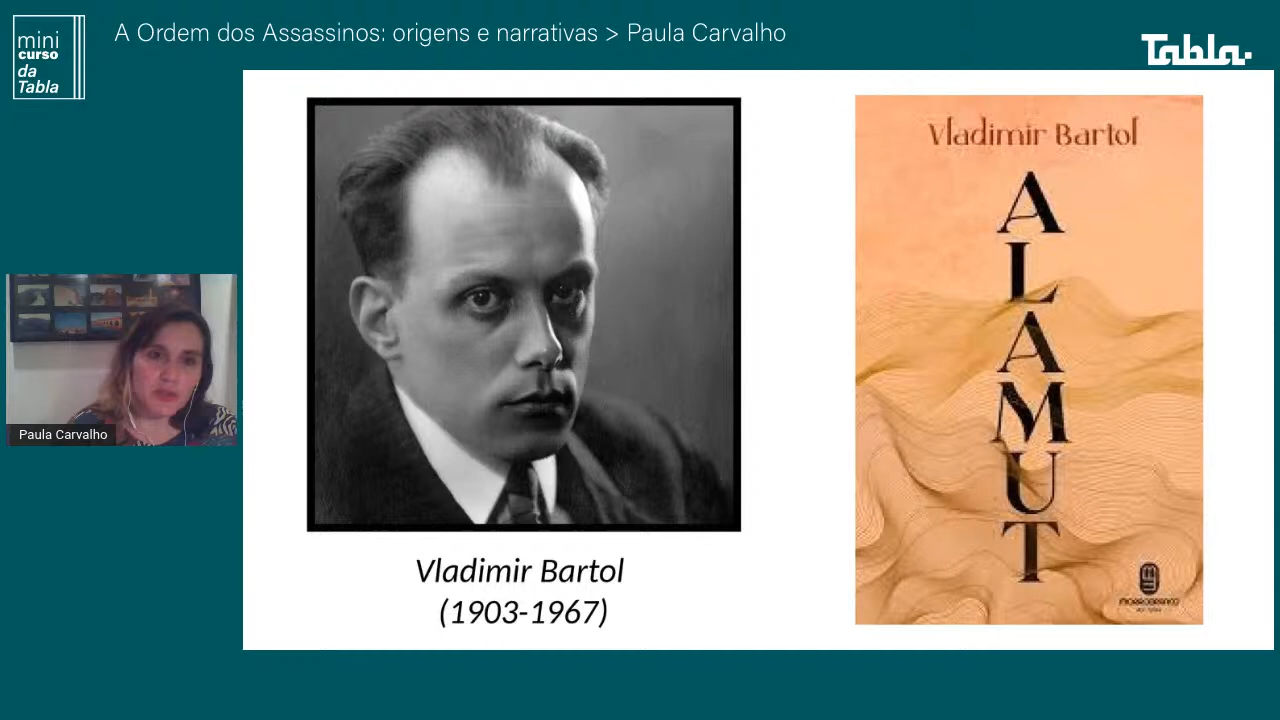 mini
curso
da
Tabla
A Ordem dos Assassinos: origens e narrativas > Paula Carvalho
Tabla.
Paula Carvalho
Vladimir Bartol
(1903-1967)
Vladimir Bartol
ALAMUT
MORROBRANCO